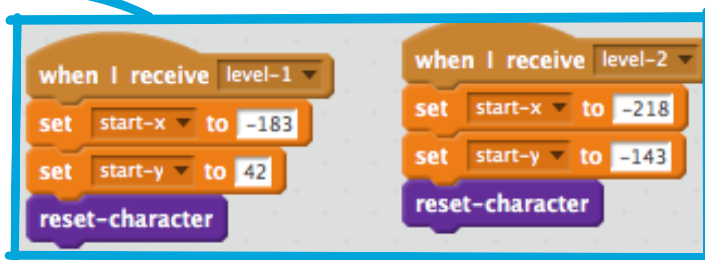 when I receive level-1
set start-x to -183
set start-y to 42
reset-character
when I receive level-2
set start-x to -218
set start-y to -143
reset-character